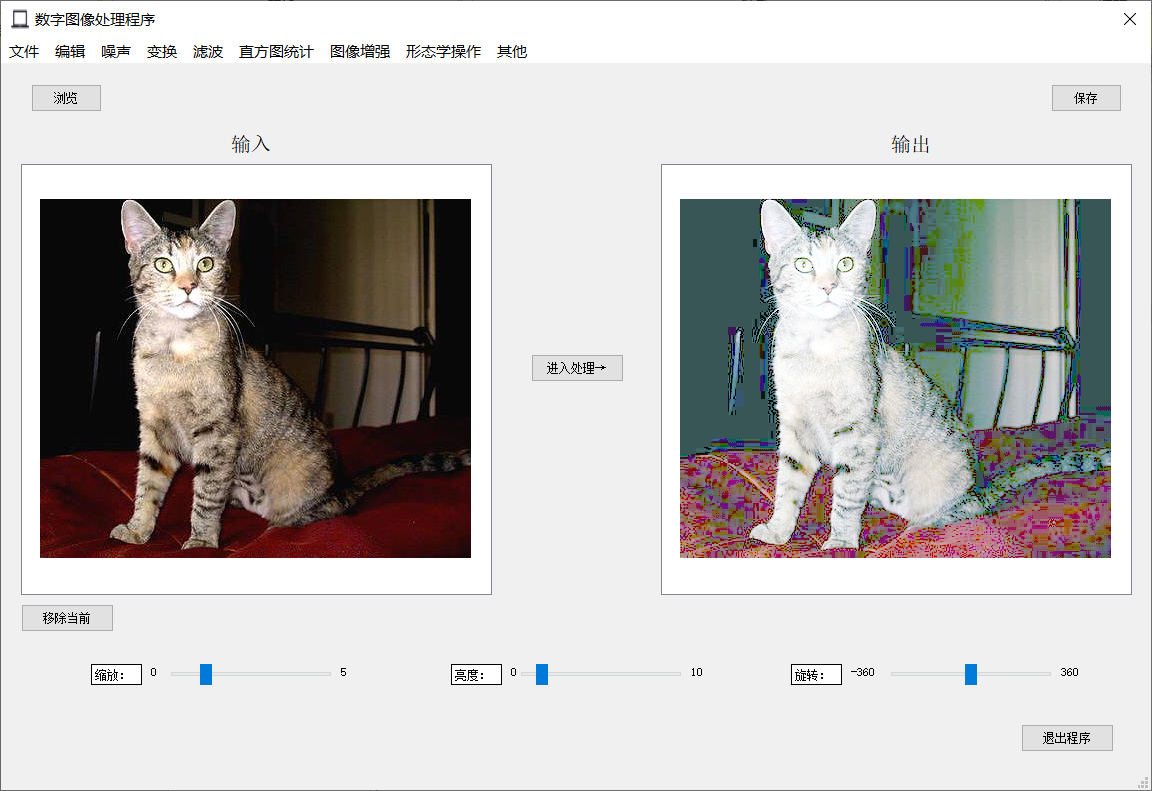 数字图像处理程序
文件 编辑 噪声 变换 滤波 直方图统计 图像增强 形态学操作 其他
浏览 保存
输入 输出
进入处理→
移除当前
缩放: 0 5 亮度: 0 10 旋转: -360 360
退出程序